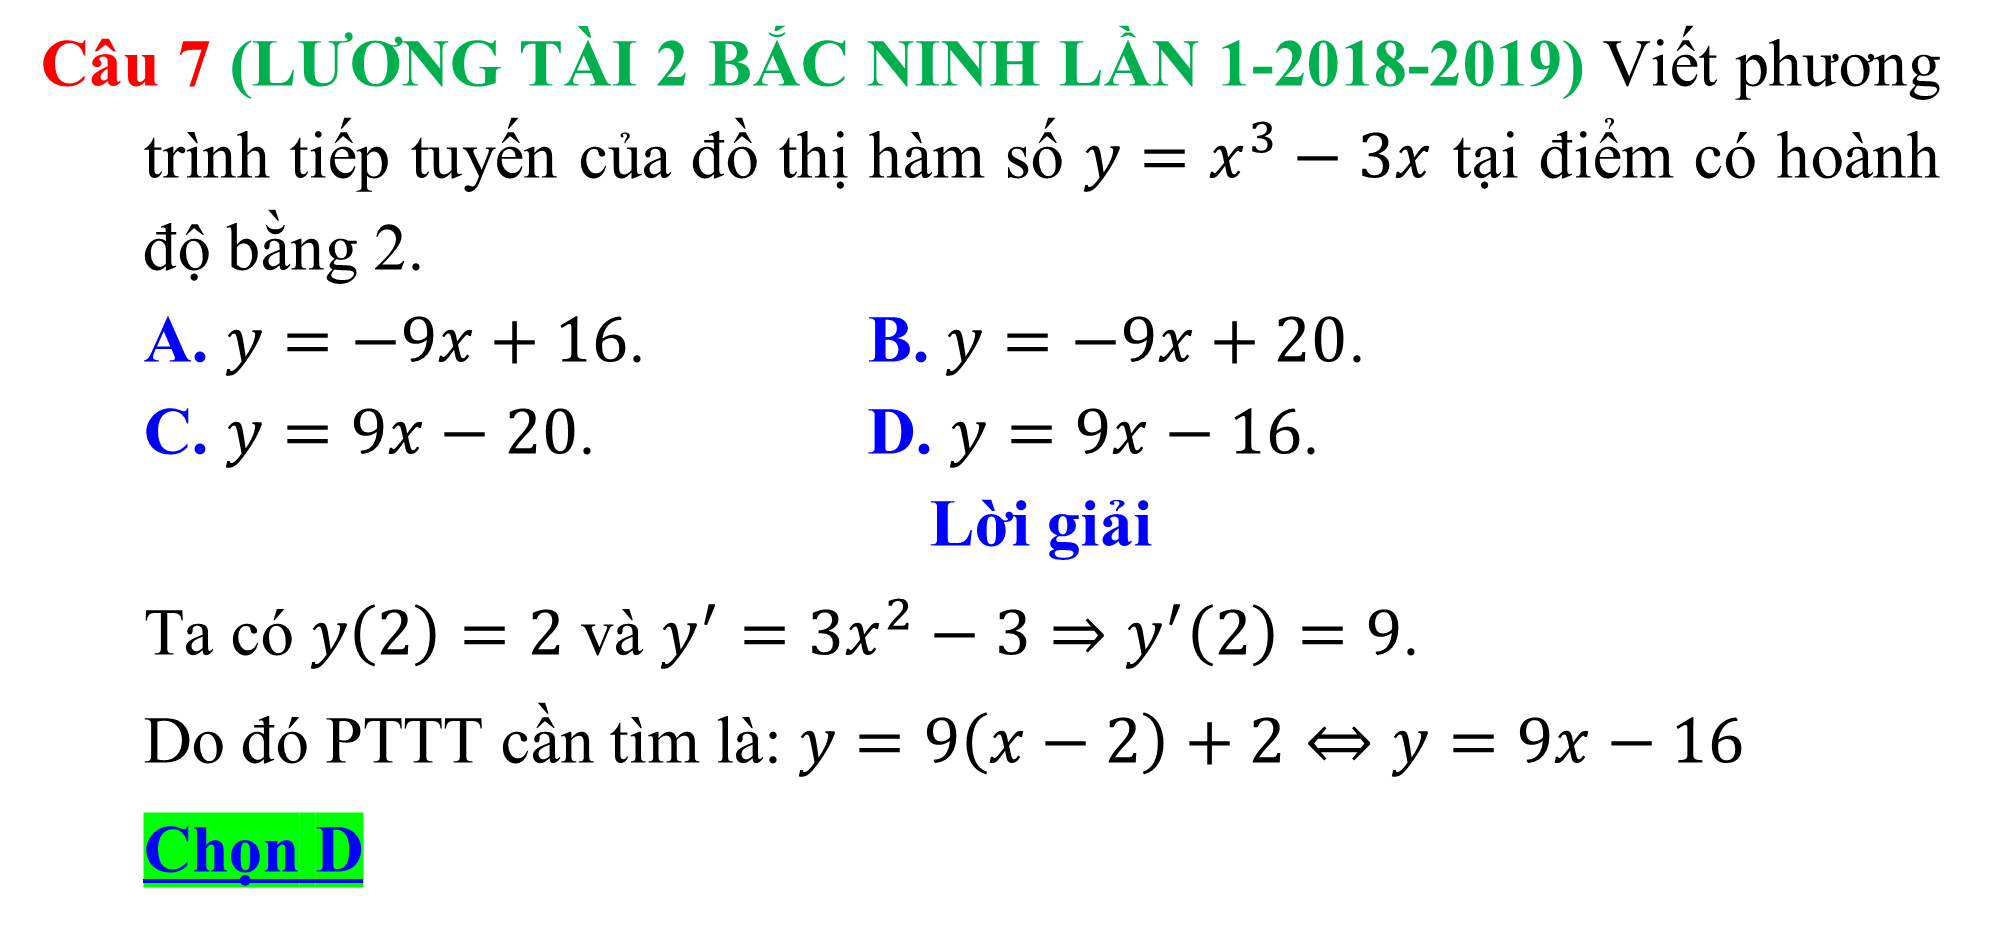 Câu 7 (LƯƠNG TÀI 2 BẮC NINH LẦN 1-2018-2019) Viết phương
trình tiếp tuyến của đồ thị hàm số y = x³ − 3x tại điểm có hoành
độ bằng 2.
A. y = −9x + 16. B. y = −9x + 20.
C. y = 9x − 20. D. y = 9x − 16.
Lời giải
Ta có y(2) = 2 và y′ = 3x² − 3 ⇒ y′(2) = 9.
Do đó PTTT cần tìm là: y = 9(x − 2) + 2 ⇔ y = 9x − 16
Chọn D